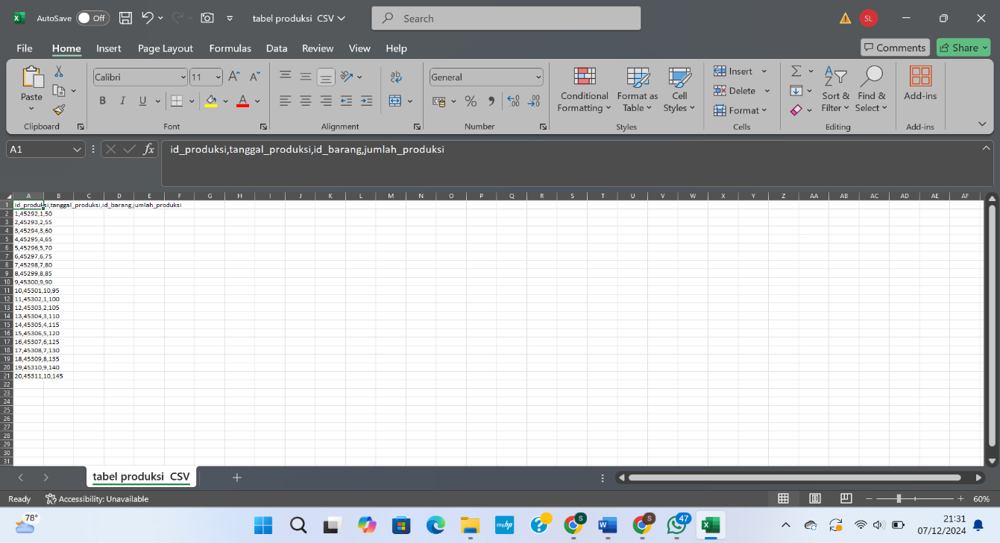 AutoSave Off tabel produksi CSV Search SL
File Home Insert Page Layout Formulas Data Review View Help Comments Share
Calibri 11 General Insert
Paste Conditional Formatting Format as Table Cell Styles Delete Sort & Filter Find & Select Add-ins
B I U A % Format
Clipboard Font Alignment Number Styles Cells Editing Add-ins
A1 fx id_produksi,tanggal_produksi,id_barang,jumlah_produksi
A B C D E F G H I J K L M N O P Q R S T U V W X Y Z AA AB AC AD AE AF
1 id_produksi,tanggal_produksi,id_barang,jumlah_produksi
2 1,45292,1,50
3 2,45293,2,55
4 3,45294,3,60
5 4,45295,4,65
6 5,45296,5,70
7 6,45297,6,75
8 7,45298,7,80
9 8,45299,8,85
10 9,45300,9,90
11 10,45301,10,95
12 11,45302,1,100
13 12,45303,2,105
14 13,45304,3,110
15 14,45305,4,115
16 15,45306,5,120
17 16,45307,6,125
18 17,45308,7,130
19 18,45309,8,135
20 19,45310,9,140
21 20,45311,10,145
22
23
24
25
26
27
28
29
30
31
tabel produksi CSV
Ready Accessibility: Unavailable 60%
78° myhp S W S 47 21:31
07/12/2024